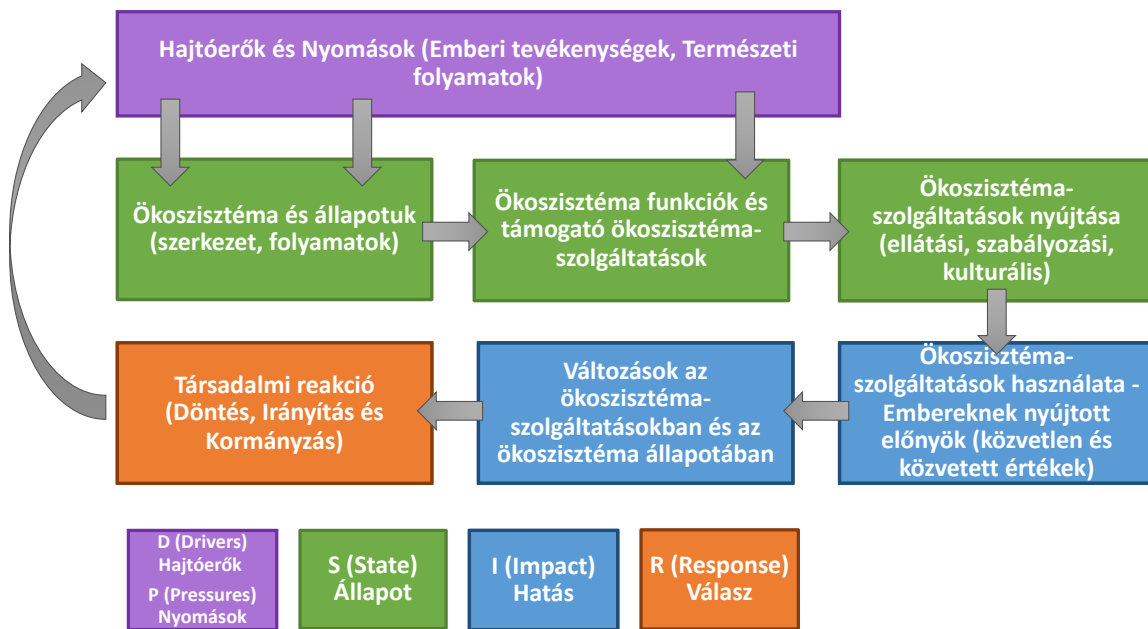 Hajtóerők és Nyomások (Emberi tevékenységek, Természeti
folyamatok)
Ökoszisztéma és állapotuk
(szerkezet, folyamatok)
Ökoszisztéma funkciók és
támogató ökoszisztéma-
szolgáltatások
Ökoszisztéma-
szolgáltatások nyújtása
(ellátási, szabályozási,
kulturális)
Társadalmi reakció
(Döntés, Irányítás és
Kormányzás)
Változások az
ökoszisztéma-
szolgáltatásokban és az
ökoszisztéma állapotában
Ökoszisztéma-
szolgáltatások használata -
Embereknek nyújtott
előnyök (közvetlen és
közvetett értékek)
D (Drivers)
Hajtóerők
P (Pressures)
Nyomások
S (State)
Állapot
I (Impact)
Hatás
R (Response)
Válasz